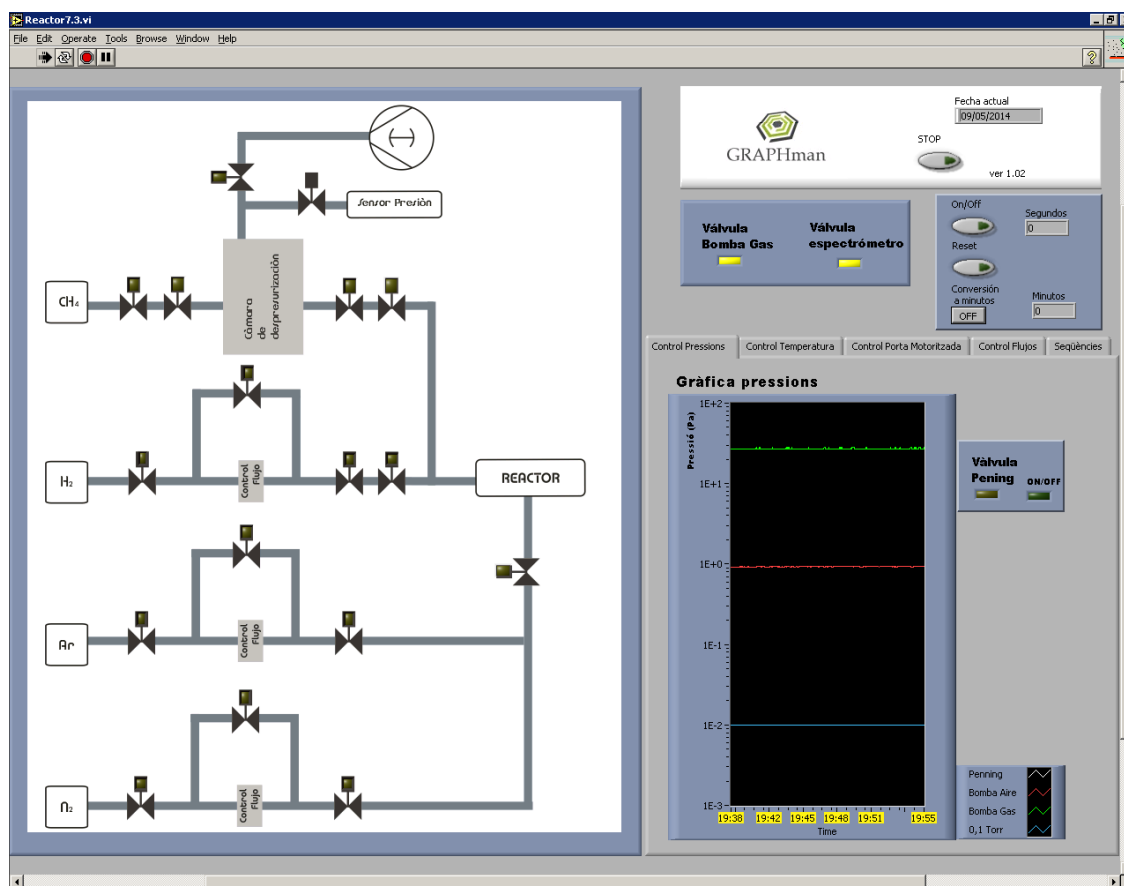 Reactor7.3.vi
File Edit Operate Tools Browse Window Help
Sensor Presiòn
CH₄
Càmara
de
despresurización
H₂
Control
Flujo
REACTOR
Ar
Control
Flujo
N₂
Control
Flujo
GRAPHman
Fecha actual
09/05/2014
STOP
ver 1.02
Válvula
Bomba Gas
Válvula
espectrómetro
On/Off
Segundos
0
Reset
Conversión
a minutos
OFF
Minutos
0
Control Pressions
Control Temperatura
Control Porta Motoritzada
Control Flujos
Seqüències
Gràfica pressions
Pressió (Pa)
1E+2
1E+1
1E+0
1E-1
1E-2
1E-3
19:38 19:42 19:45 19:48 19:51 19:55
Time
Vàlvula
Pening ON/OFF
Penning
Bomba Aire
Bomba Gas
0,1 Torr